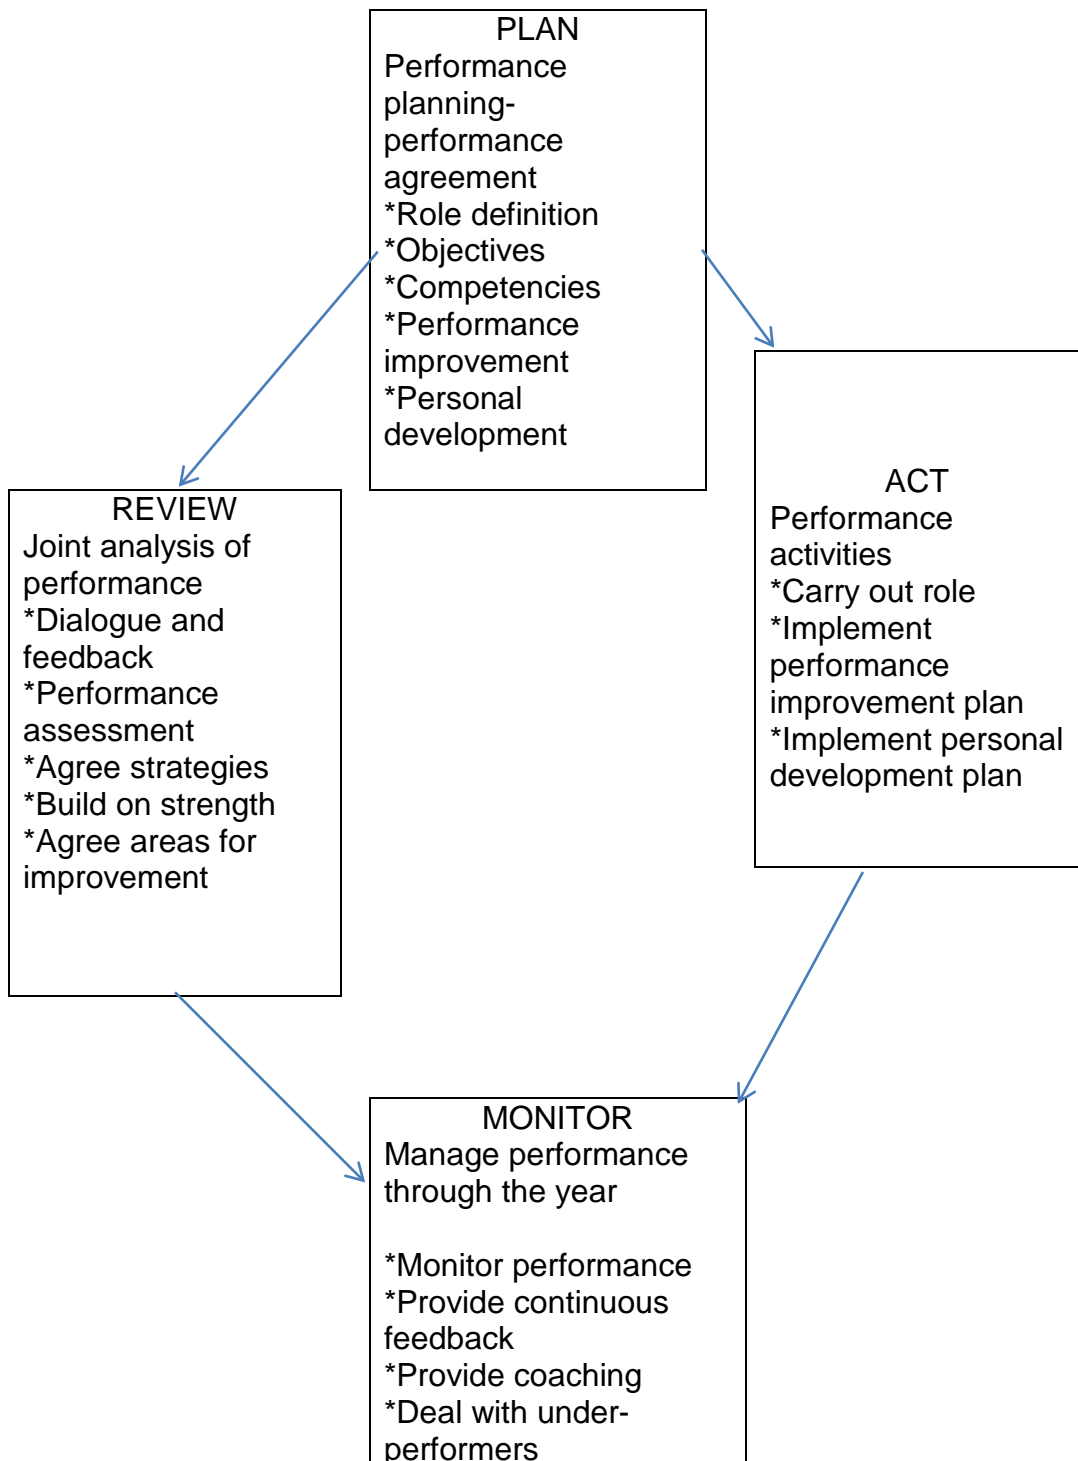 PLAN
Performance
planning-
performance
agreement
*Role definition
*Objectives
*Competencies
*Performance
improvement
*Personal
development
REVIEW
Joint analysis of
performance
*Dialogue and
feedback
*Performance
assessment
*Agree strategies
*Build on strength
*Agree areas for
improvement
ACT
Performance
activities
*Carry out role
*Implement
performance
improvement plan
*Implement personal
development plan
MONITOR
Manage performance
through the year
*Monitor performance
*Provide continuous
feedback
*Provide coaching
*Deal with under-
performers